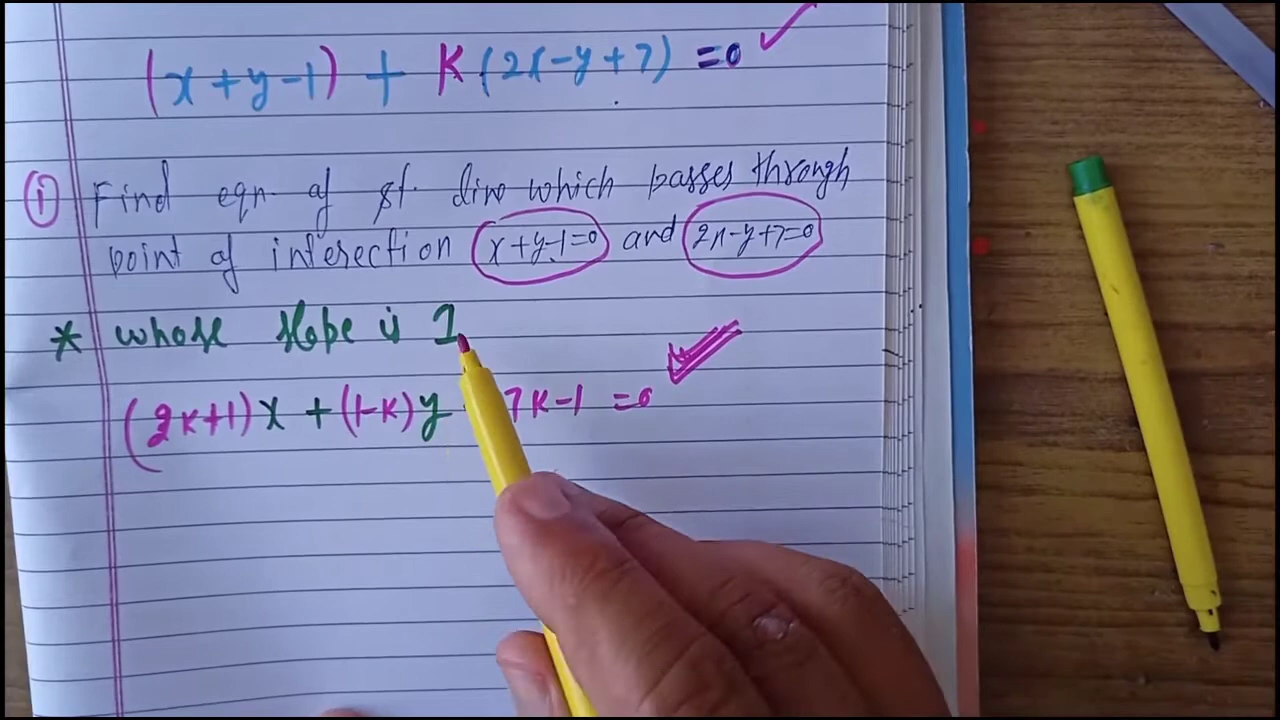 (x+y-1) + K (2x-y+7) =0
i Find eqn. of st. line which passes through
point of intersection x+y-1=0 and 2x-y+7=0
* whose slope is 1
(2K+1)x + (1-K)y 7K-1 =0